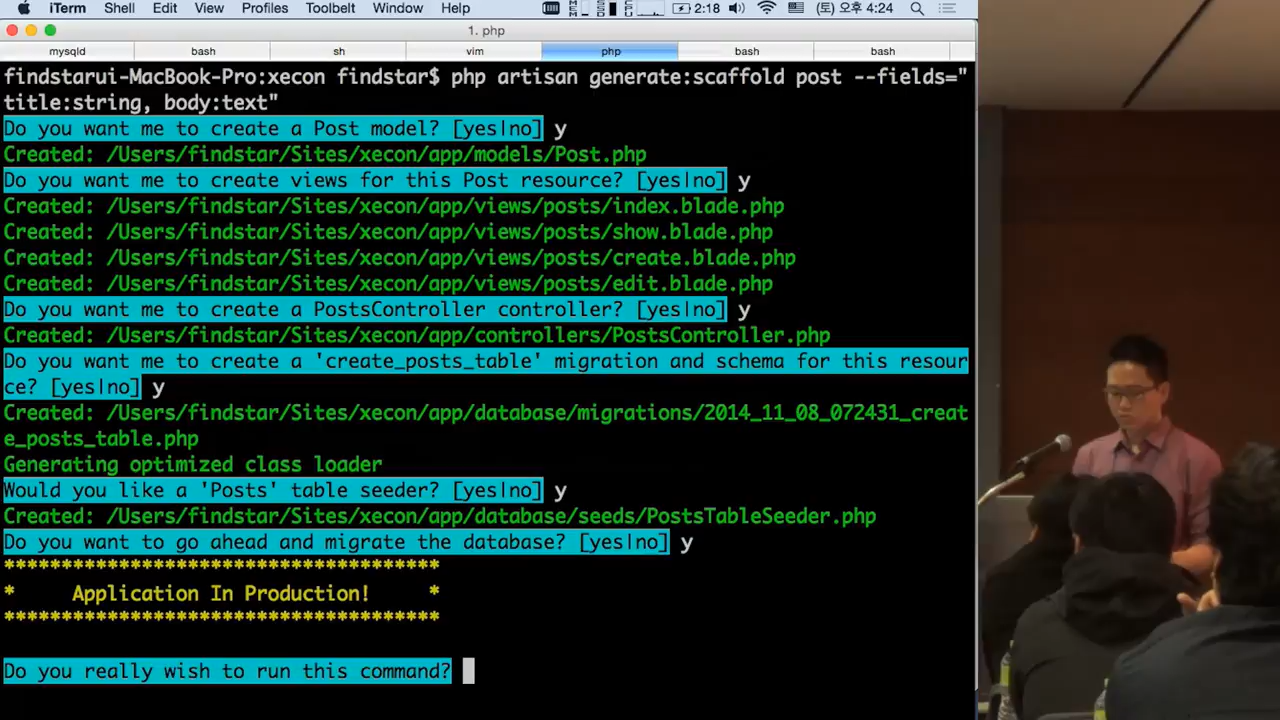 iTerm Shell Edit View Profiles Toolbelt Window Help 2:18 (토) 오후 4:24
1. php
mysqld bash sh vim php bash bash
findstarui-MacBook-Pro:xecon findstar$ php artisan generate:scaffold post --fields="
title:string, body:text"
Do you want me to create a Post model? [yes|no] y
Created: /Users/findstar/Sites/xecon/app/models/Post.php
Do you want me to create views for this Post resource? [yes|no] y
Created: /Users/findstar/Sites/xecon/app/views/posts/index.blade.php
Created: /Users/findstar/Sites/xecon/app/views/posts/show.blade.php
Created: /Users/findstar/Sites/xecon/app/views/posts/create.blade.php
Created: /Users/findstar/Sites/xecon/app/views/posts/edit.blade.php
Do you want me to create a PostsController controller? [yes|no] y
Created: /Users/findstar/Sites/xecon/app/controllers/PostsController.php
Do you want me to create a 'create_posts_table' migration and schema for this resour
ce? [yes|no] y
Created: /Users/findstar/Sites/xecon/app/database/migrations/2014_11_08_072431_creat
e_posts_table.php
Generating optimized class loader
Would you like a 'Posts' table seeder? [yes|no] y
Created: /Users/findstar/Sites/xecon/app/database/seeds/PostsTableSeeder.php
Do you want to go ahead and migrate the database? [yes|no] y
**************************************
* Application In Production! *
**************************************
Do you really wish to run this command?